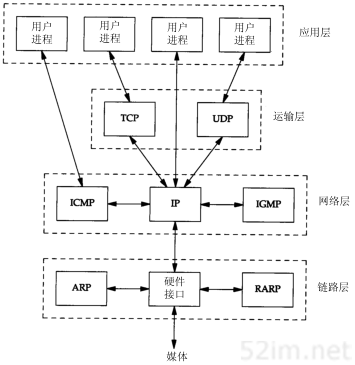 用户 用户 用户 用户
进程 进程 进程 进程
应用层
TCP UDP
运输层
ICMP IP IGMP
网络层
ARP 硬件接口 RARP
链路层
媒体
52im.net